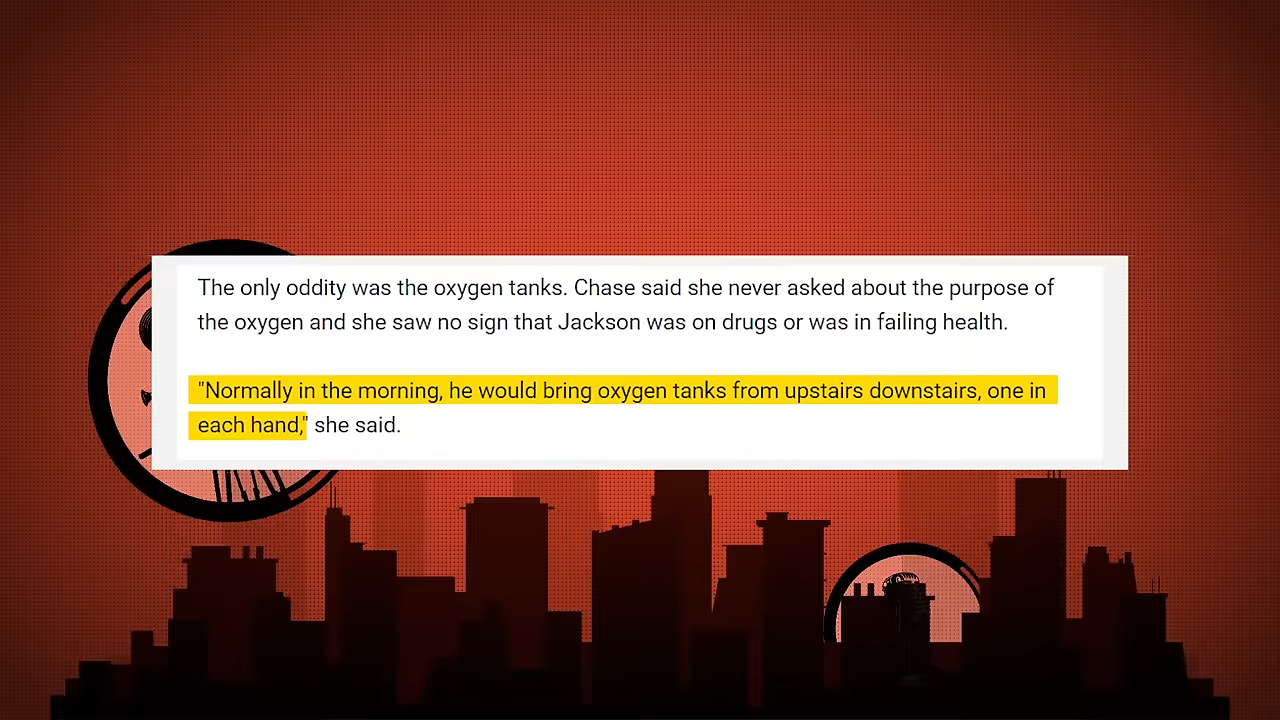 The only oddity was the oxygen tanks. Chase said she never asked about the purpose of
the oxygen and she saw no sign that Jackson was on drugs or was in failing health.
"Normally in the morning, he would bring oxygen tanks from upstairs downstairs, one in
each hand," she said.